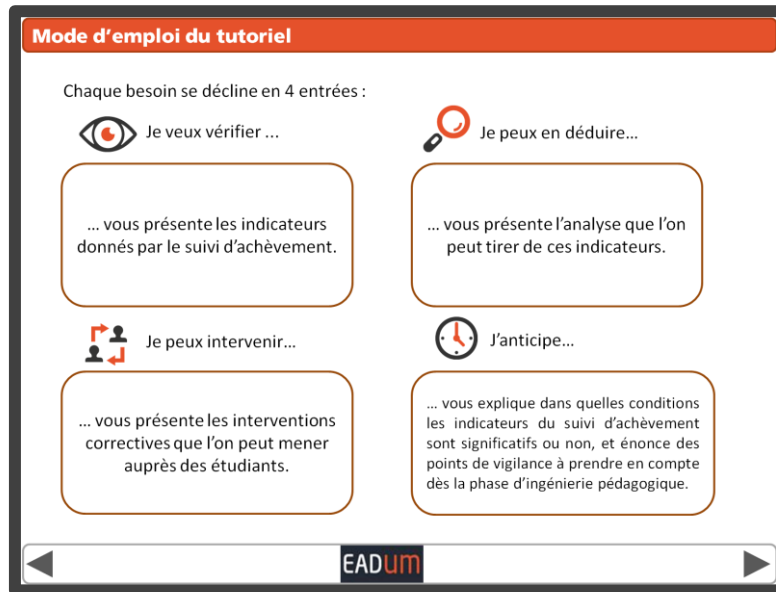 Mode d'emploi du tutoriel
Chaque besoin se décline en 4 entrées :
Je veux vérifier ...
... vous présente les indicateurs
donnés par le suivi d'achèvement.
Je peux en déduire...
... vous présente l'analyse que l'on
peut tirer de ces indicateurs.
Je peux intervenir...
... vous présente les interventions
correctives que l'on peut mener
auprès des étudiants.
J'anticipe...
... vous explique dans quelles conditions
les indicateurs du suivi d'achèvement
sont significatifs ou non, et énonce des
points de vigilance à prendre en compte
dès la phase d'ingénierie pédagogique.
EADum